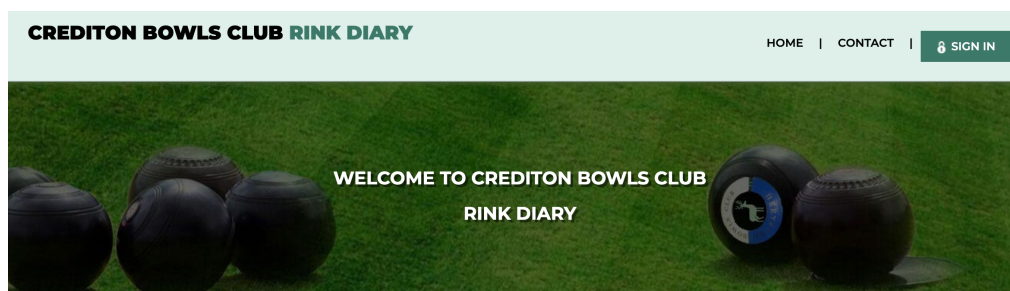 CREDITON BOWLS CLUB RINK DIARY
HOME | CONTACT | SIGN IN
WELCOME TO CREDITON BOWLS CLUB
RINK DIARY